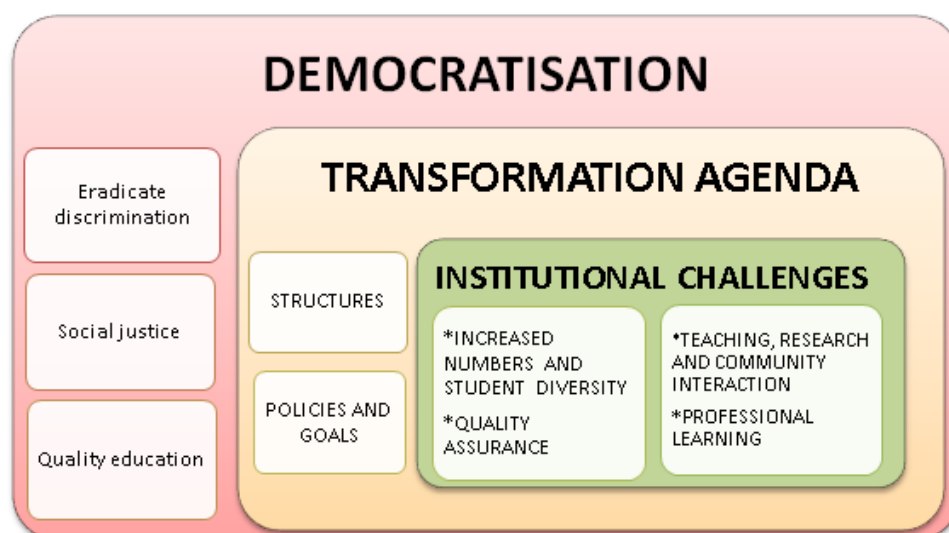 DEMOCRATISATION
TRANSFORMATION AGENDA
Eradicate
discrimination
Social justice
Quality education
STRUCTURES
POLICIES AND
GOALS
INSTITUTIONAL CHALLENGES
*INCREASED
NUMBERS AND
STUDENT DIVERSITY
*QUALITY
ASSURANCE
*TEACHING, RESEARCH
AND COMMUNITY
INTERACTION
*PROFESSIONAL
LEARNING